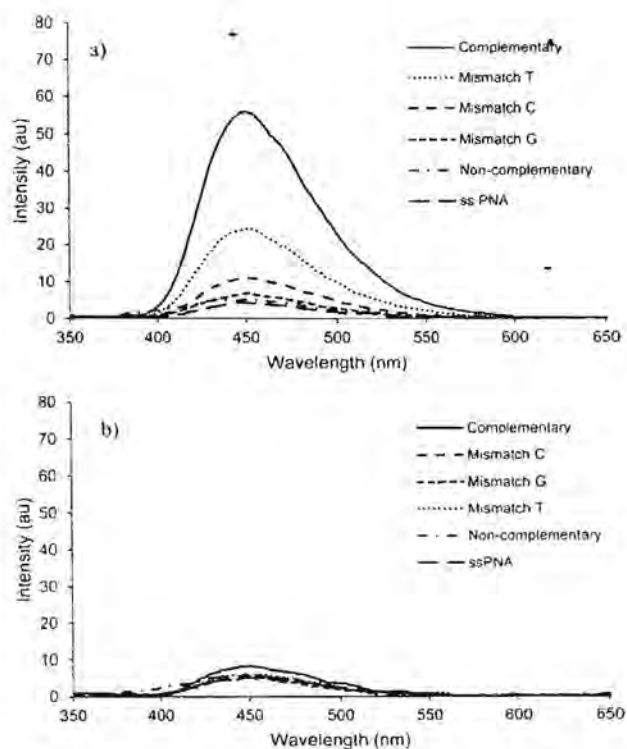 a)
Intensity (au)
80
70
60
50
40
30
20
10
0
350 400 450 500 550 600 650
Wavelength (nm)
Complementary
Mismatch T
Mismatch C
Mismatch G
Non-complementary
ss PNA
b)
Intensity (au)
80
70
60
50
40
30
20
10
0
350 400 450 500 550 600 650
Wavelength (nm)
Complementary
Mismatch C
Mismatch G
Mismatch T
Non-complementary
ssPNA